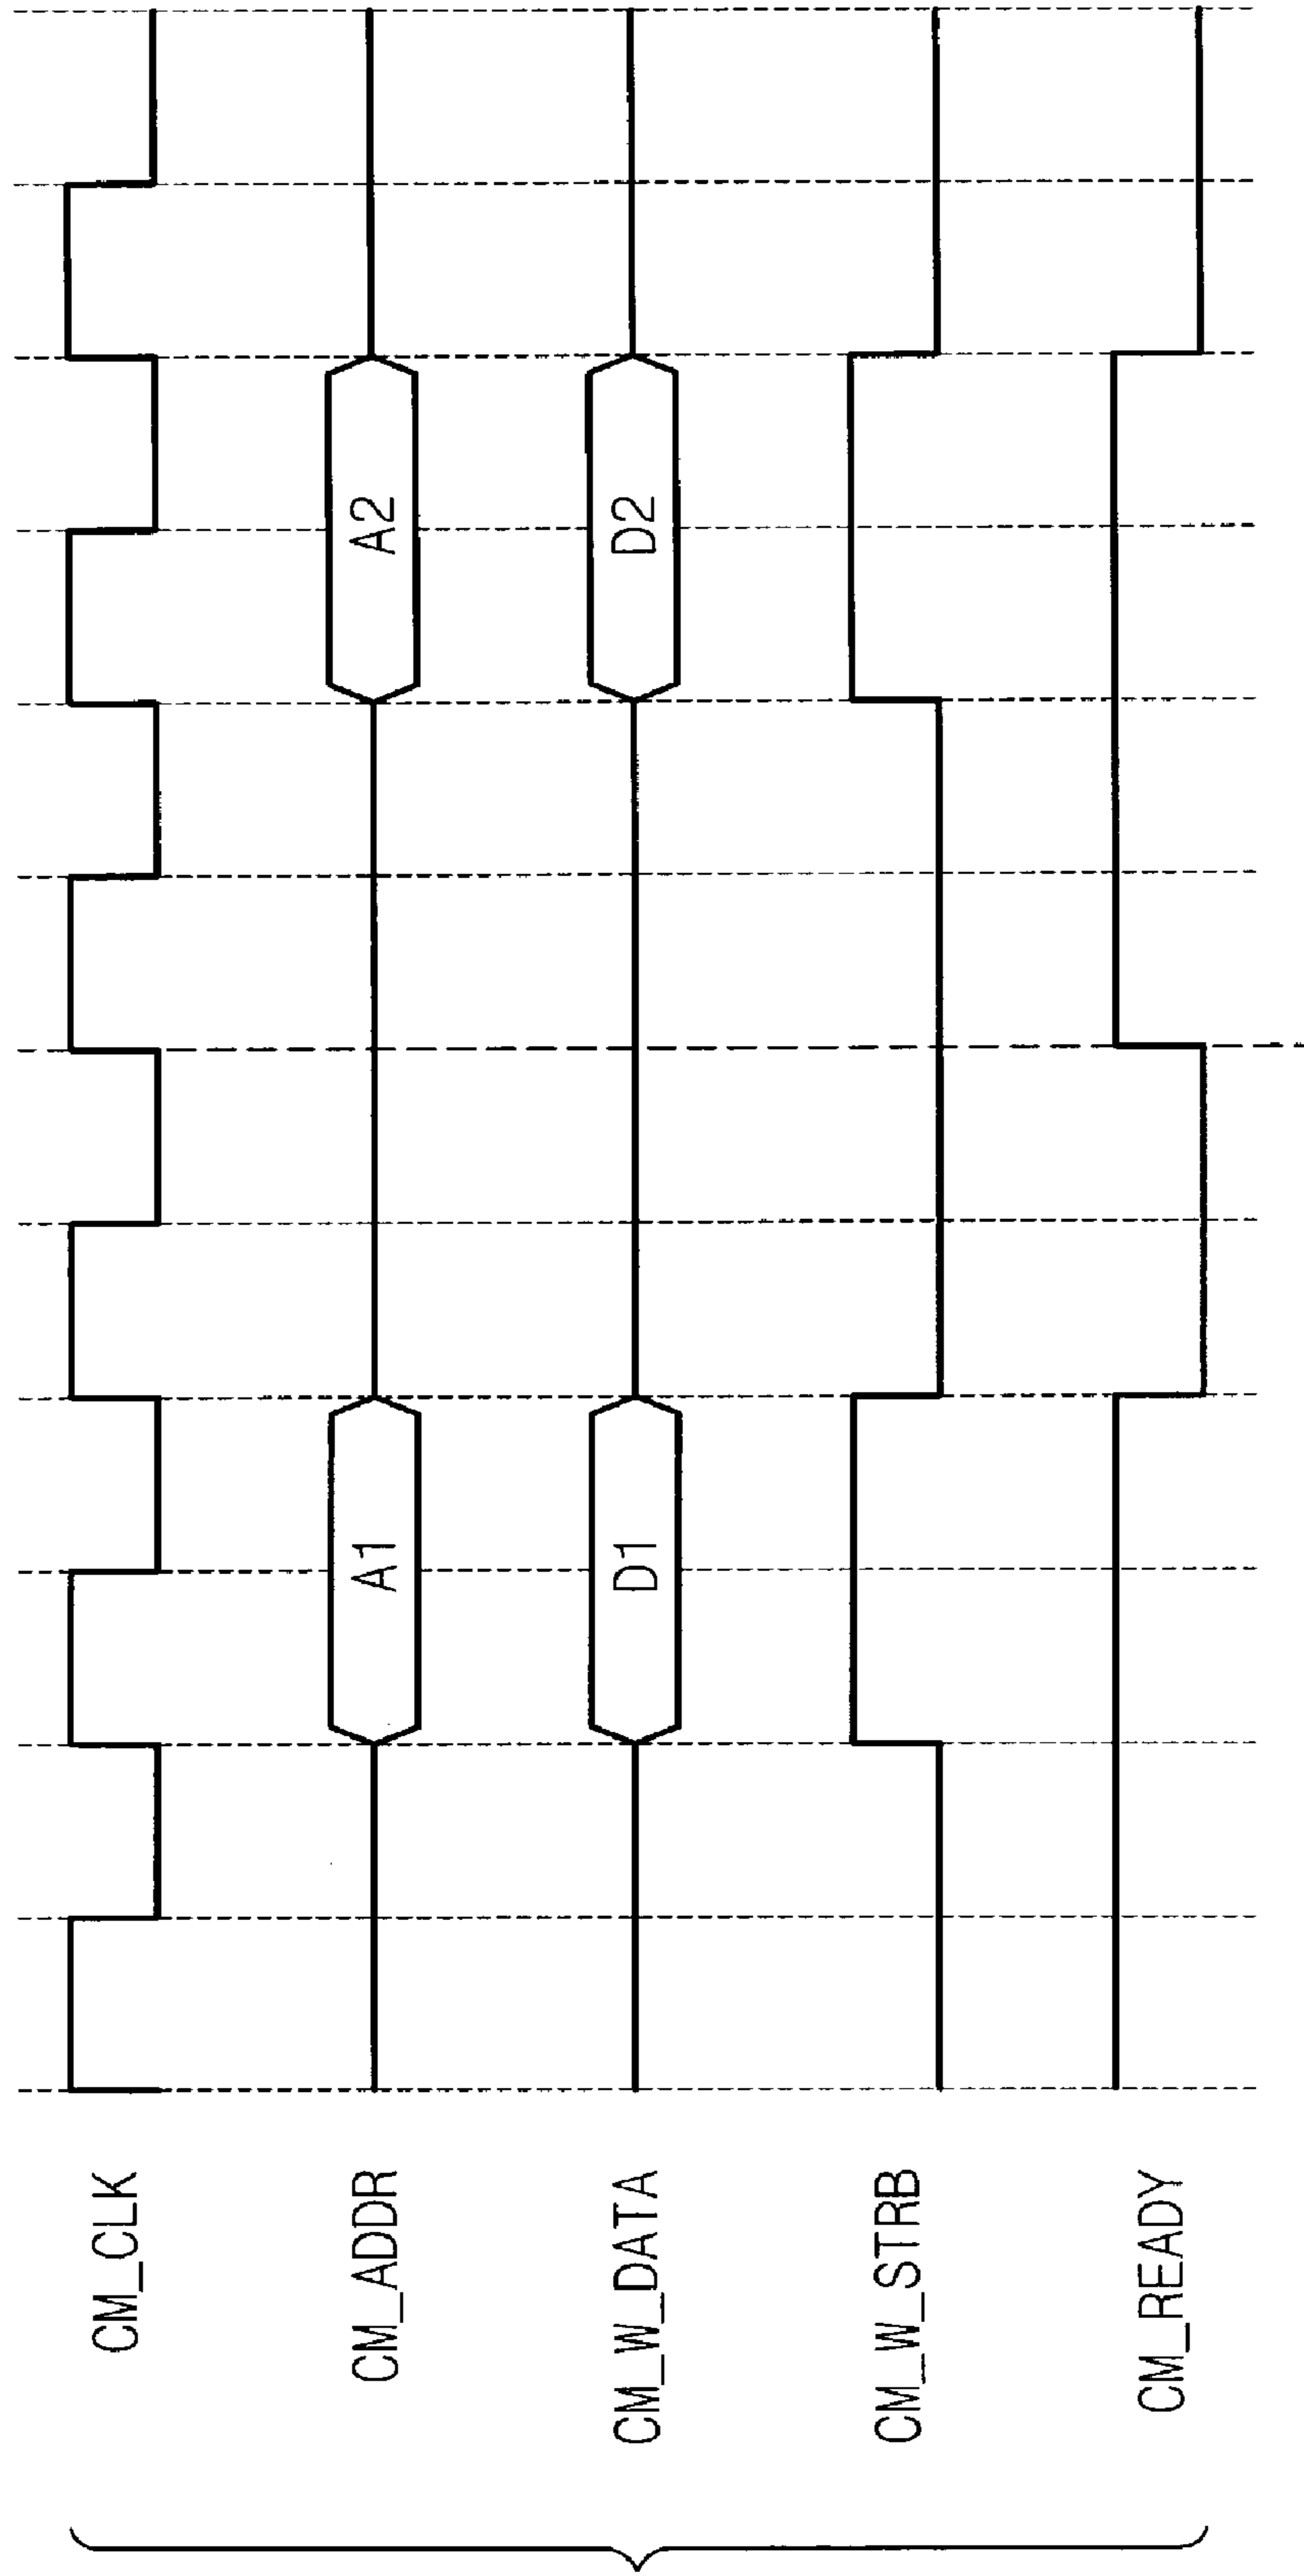 CM_CLK
CM_ADDR
A1
A2
CM_W_DATA
D1
D2
CM_W_STRB
CM_READY